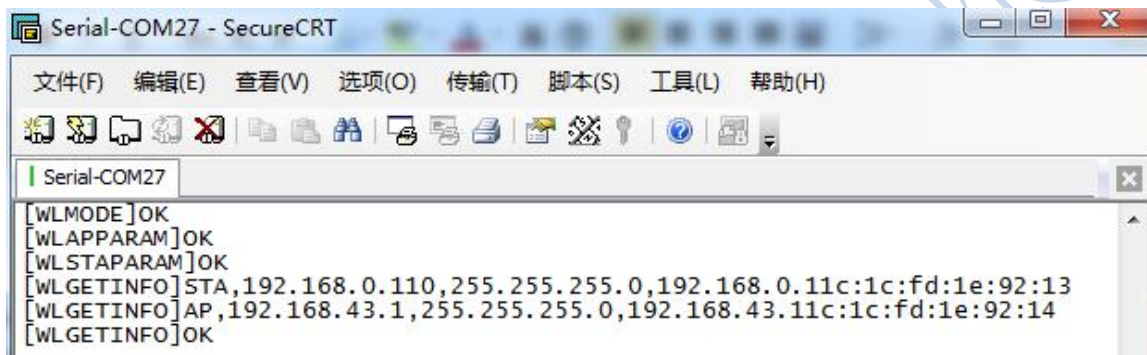 Serial-COM27 - SecureCRT
文件(F) 编辑(E) 查看(V) 选项(O) 传输(T) 脚本(S) 工具(L) 帮助(H)
Serial-COM27
[WLMODE]OK
[WLAPPARAM]OK
[WLSTAPARAM]OK
[WLGETINFO]STA,192.168.0.110,255.255.255.0,192.168.0.11c:1c:fd:1e:92:13
[WLGETINFO]AP,192.168.43.1,255.255.255.0,192.168.43.11c:1c:fd:1e:92:14
[WLGETINFO]OK